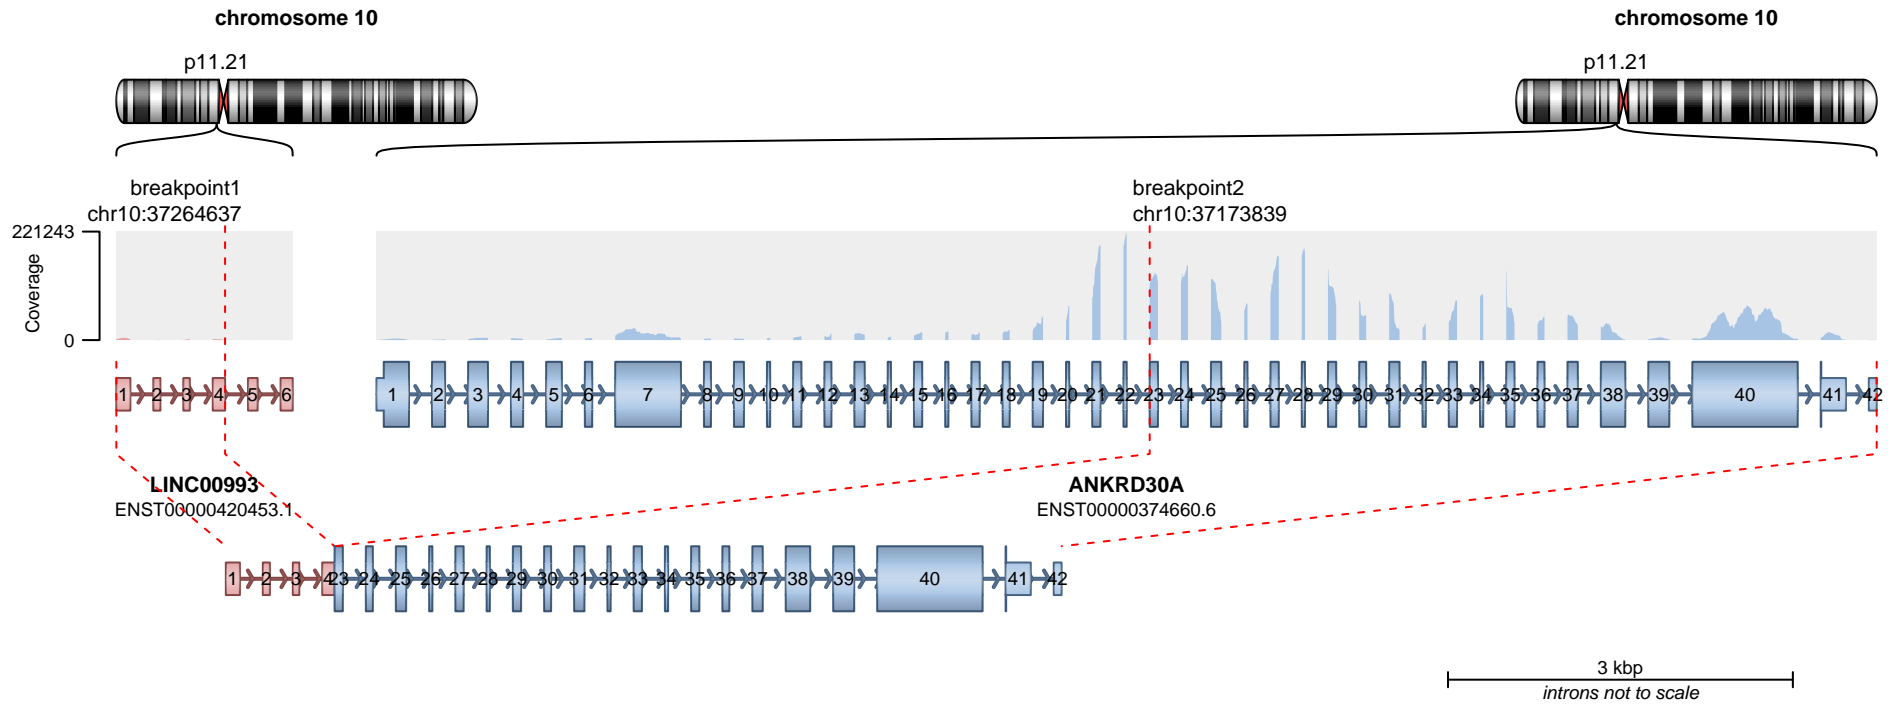 chromosome 10
chromosome 10
p11.21
p11.21
breakpoint1
chr10:37264637
breakpoint2
chr10:37173839
221243
Coverage
0
1 2 3 4 5 6
1 2 3 4 5 6 7 8 9 10 11 12 13 14 15 16 17 18 19 20 21 22 23 24 25 26 27 28 29 30 31 32 33 34 35 36 37 38 39 40 41 42
LINC00993
ENST00000420453.1
ANKRD30A
ENST00000374660.6
1 2 3 4 23 24 25 26 27 28 29 30 31 32 33 34 35 36 37 38 39 40 41 42
3 kbp
introns not to scale